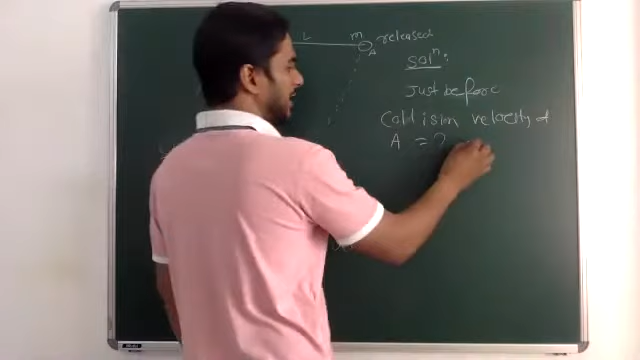 L m released
A
Solⁿ:
Just before
Collision velocity of
A = ?